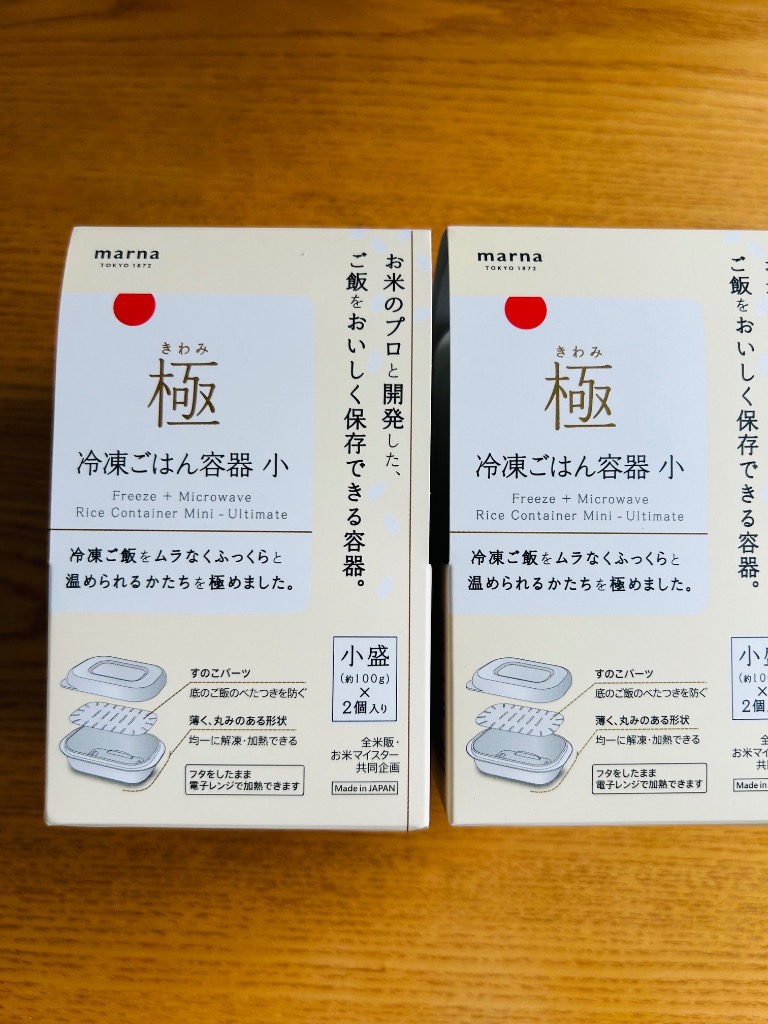 marna
TOKYO 1872
きわみ
極
冷凍ごはん容器 小
Freeze + Microwave
Rice Container Mini - Ultimate
冷凍ご飯をムラなくふっくらと
温められるかたちを極めました。
お米のプロと開発した、
ご飯をおいしく保存できる容器。
すのこパーツ
底のご飯のべたつきを防ぐ
薄く、丸みのある形状
均一に解凍・加熱できる
フタをしたまま
電子レンジで加熱できます
小盛
(約100g)
×
2個入り
全米販・
お米マイスター
共同企画
Made in JAPAN
marna
TOKYO 1872
きわみ
極
冷凍ごはん容器 小
Freeze + Microwave
Rice Container Mini - Ultimate
冷凍ご飯をムラなくふっくらと
温められるかたちを極めました。
ご飯をおいしく保存できる容器。
すのこパーツ
底のご飯のべたつきを防ぐ
薄く、丸みのある形状
均一に解凍・加熱できる
フタをしたまま
電子レンジで加熱できます
小盛
(約10
×
2個
全
お米マイス
共
Made in